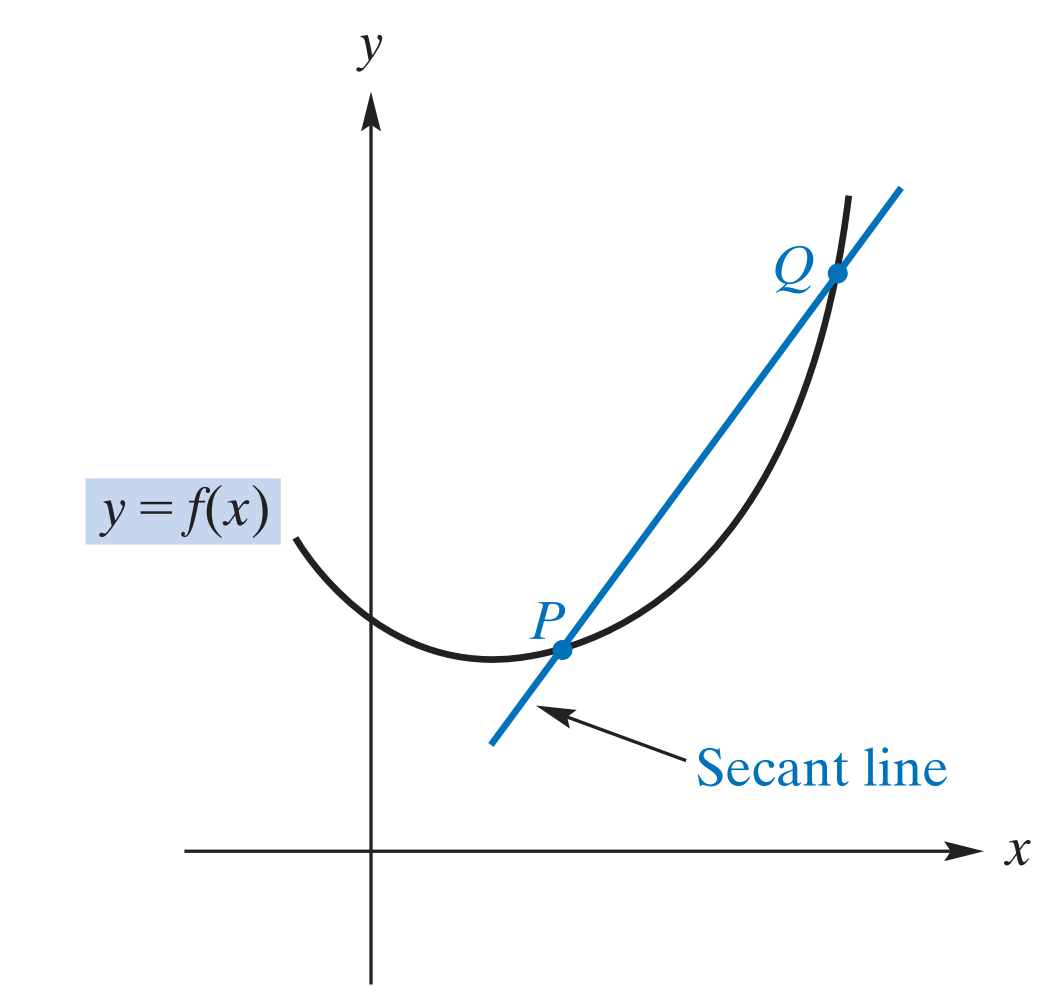 y
Q
y = f(x)
P
Secant line
x